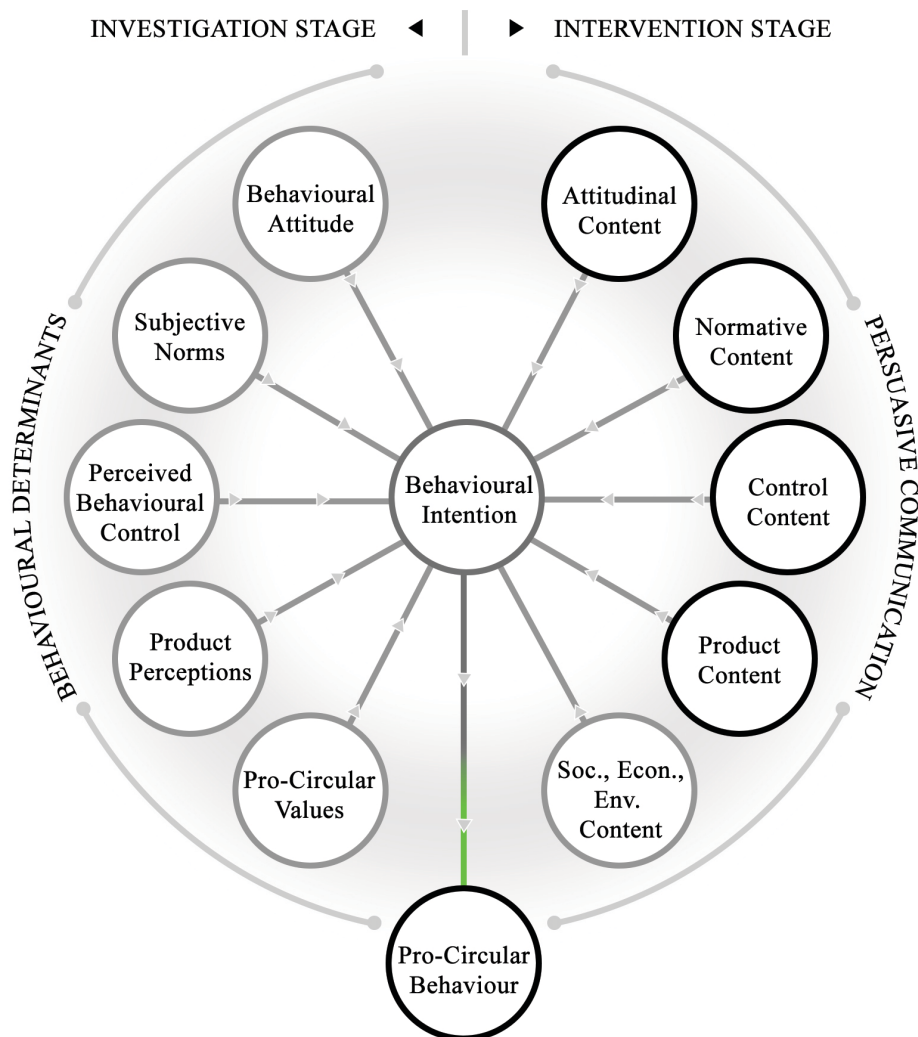 INVESTIGATION STAGE
INTERVENTION STAGE
BEHAVIOURAL DETERMINANTS
PERSUASIVE COMMUNICATION
Behavioural
Attitude
Attitudinal
Content
Subjective
Norms
Normative
Content
Perceived
Behavioural
Control
Behavioural
Intention
Control
Content
Product
Perceptions
Product
Content
Pro-Circular
Values
Soc., Econ.,
Env.
Content
Pro-Circular
Behaviour